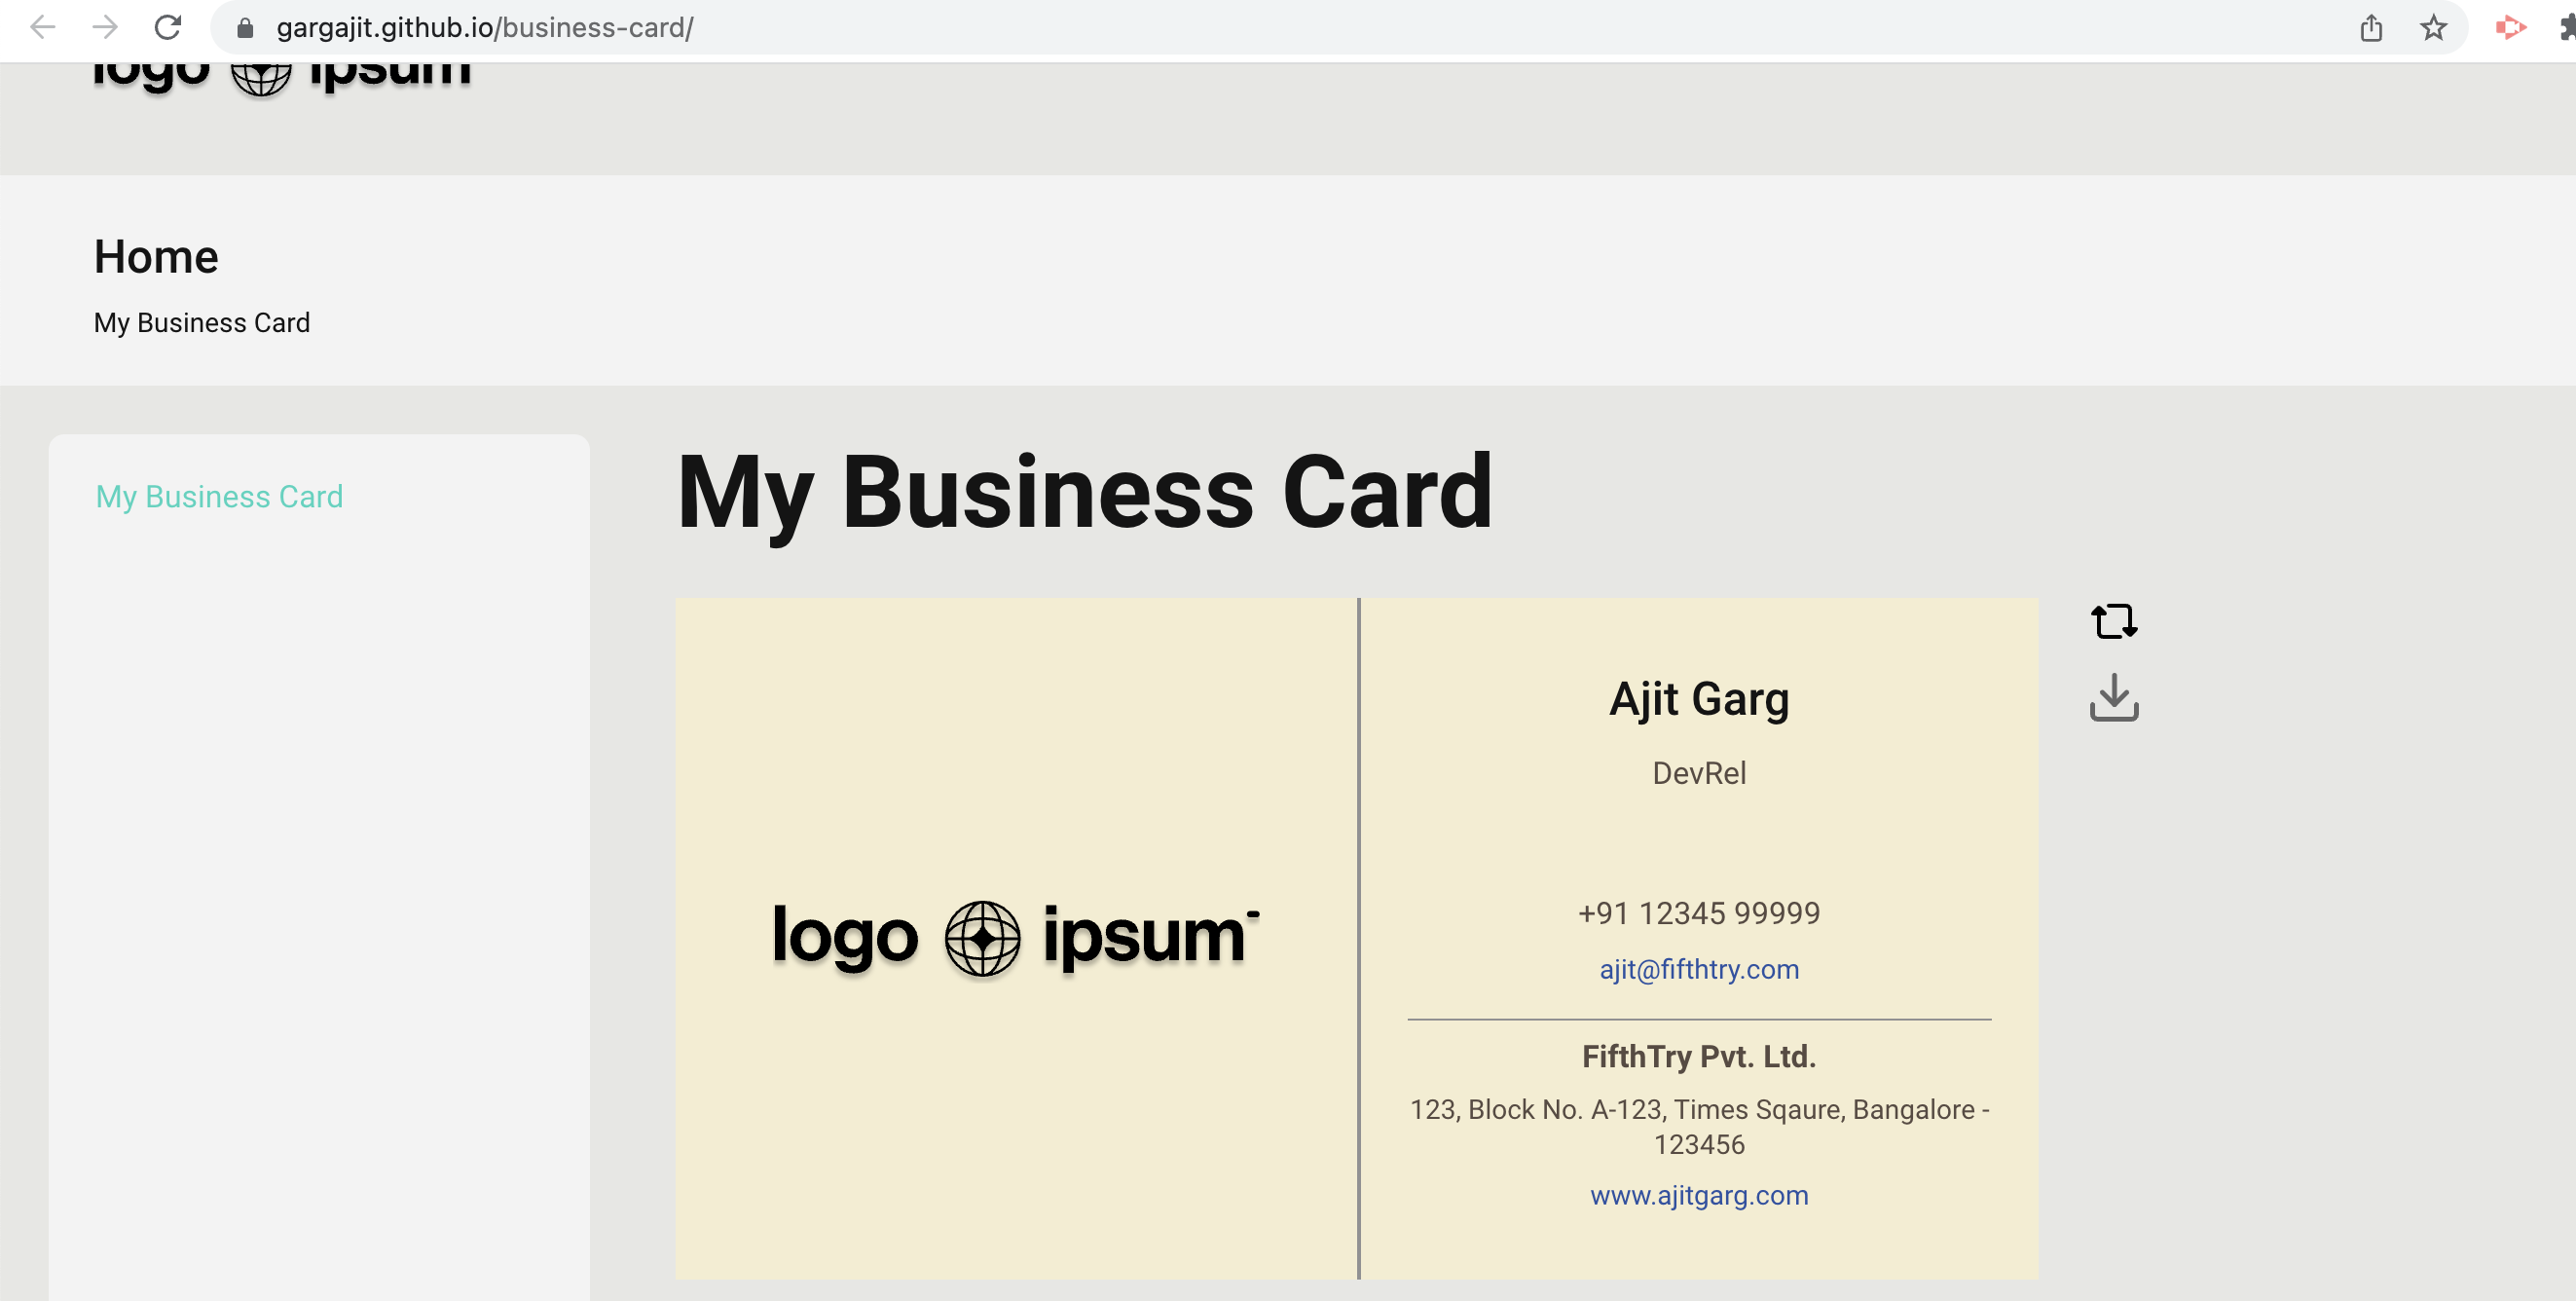 gargajit.github.io/business-card/
logo ipsum
Home
My Business Card
My Business Card
My Business Card
logo ipsum
Ajit Garg
DevRel
+91 12345 99999
ajit@fifthtry.com
FifthTry Pvt. Ltd.
123, Block No. A-123, Times Sqaure, Bangalore -
123456
www.ajitgarg.com